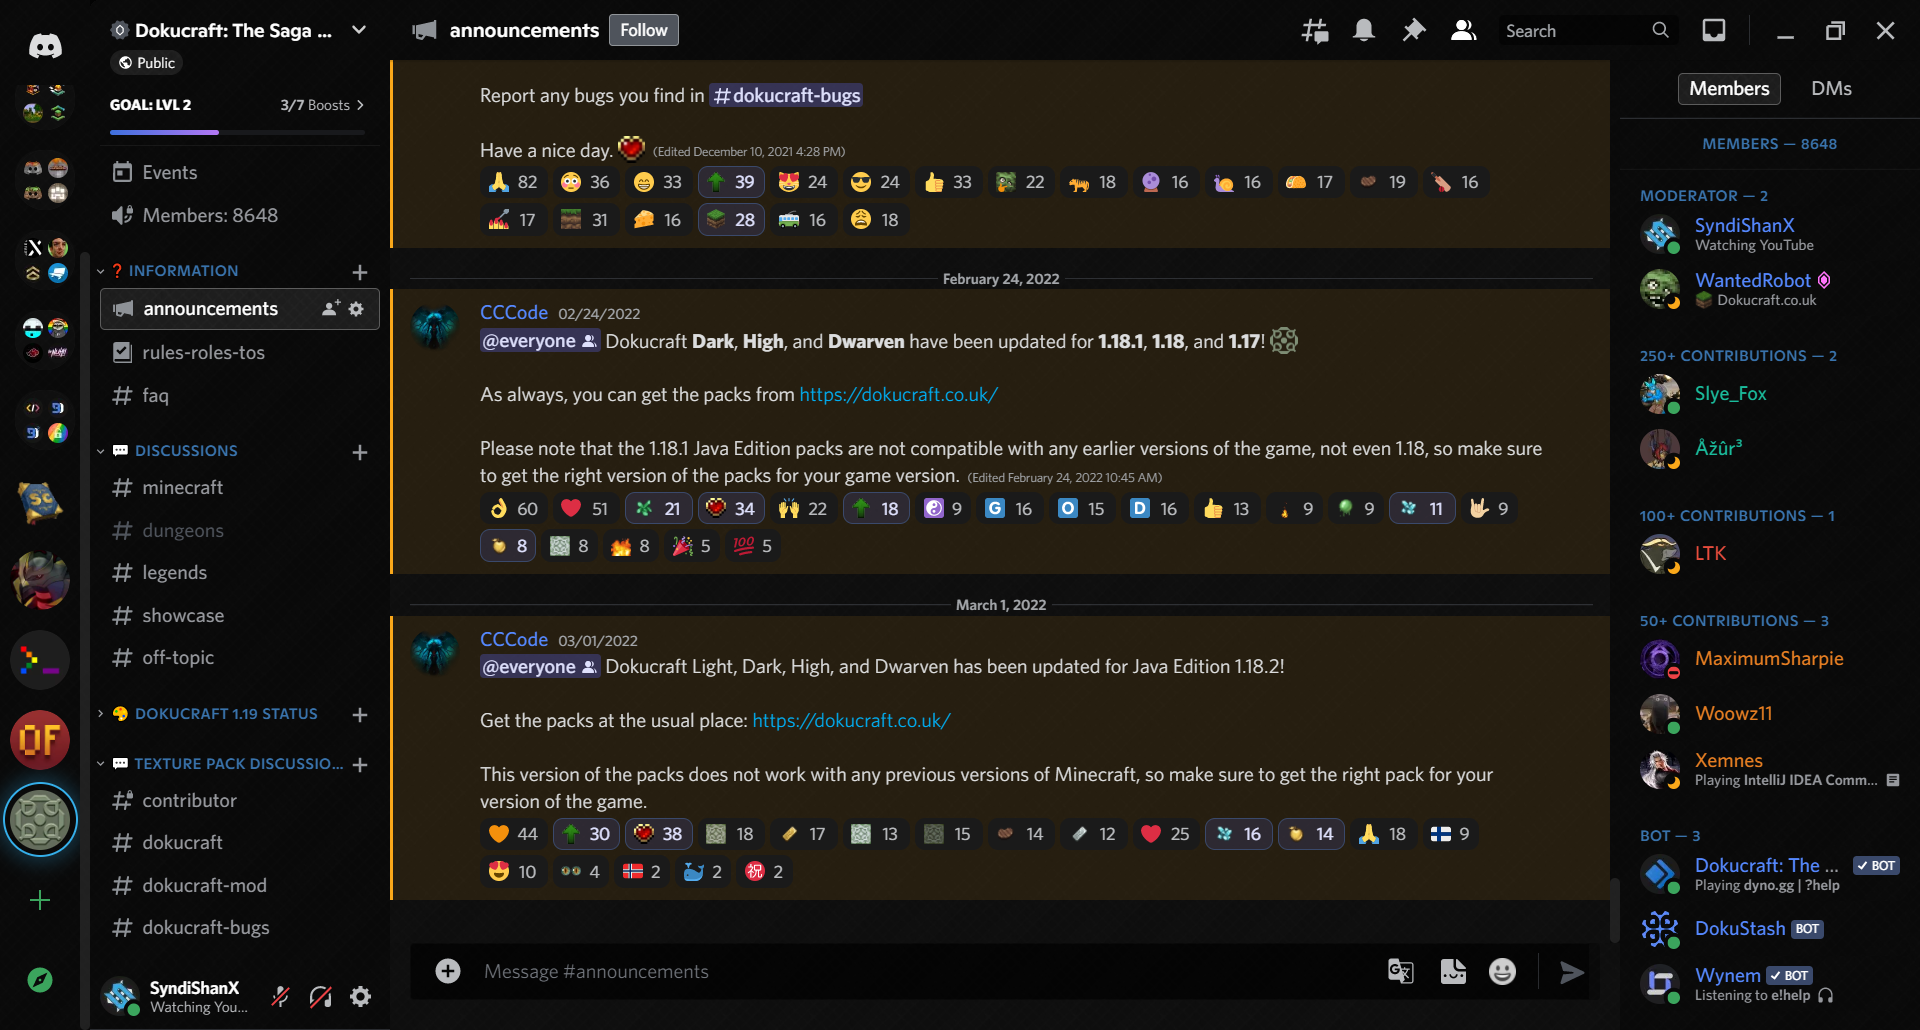 Dokucraft: The Saga ...
Public
GOAL: LVL 2
3/7 Boosts
Events
Members: 8648
INFORMATION
announcements
rules-roles-tos
faq
DISCUSSIONS
minecraft
dungeons
legends
showcase
off-topic
DOKUCRAFT 1.19 STATUS
TEXTURE PACK DISCUSSIO...
contributor
dokucraft
dokucraft-mod
dokucraft-bugs
SyndiShanX
Watching You...
OF
announcements
Follow
Search
Report any bugs you find in #dokucraft-bugs
Have a nice day. (Edited December 10, 2021 4:28 PM)
82 36 33 39 24 24 33 22 18 16 16 17 19 16
17 31 16 28 16 18
February 24, 2022
CCCode 02/24/2022
@everyone Dokucraft Dark, High, and Dwarven have been updated for 1.18.1, 1.18, and 1.17!
As always, you can get the packs from https://dokucraft.co.uk/
Please note that the 1.18.1 Java Edition packs are not compatible with any earlier versions of the game, not even 1.18, so make sure
to get the right version of the packs for your game version. (Edited February 24, 2022 10:45 AM)
60 51 21 34 22 18 9 G 16 O 15 D 16 13 9 9 11 9
8 8 8 5 100 5
March 1, 2022
CCCode 03/01/2022
@everyone Dokucraft Light, Dark, High, and Dwarven has been updated for Java Edition 1.18.2!
Get the packs at the usual place: https://dokucraft.co.uk/
This version of the packs does not work with any previous versions of Minecraft, so make sure to get the right pack for your
version of the game.
44 30 38 18 17 13 15 14 12 25 16 14 18 9
10 4 2 2 祝 2
Message #announcements
Members
DMs
MEMBERS — 8648
MODERATOR — 2
SyndiShanX
Watching YouTube
WantedRobot
Dokucraft.co.uk
250+ CONTRIBUTIONS — 2
Slye_Fox
Åžûr³
100+ CONTRIBUTIONS — 1
LTK
50+ CONTRIBUTIONS — 3
MaximumSharpie
Woowz11
Xemnes
Playing IntelliJ IDEA Comm...
BOT — 3
Dokucraft: The ... ✓ BOT
Playing dyno.gg | ?help
DokuStash BOT
Wynem ✓ BOT
Listening to e!help